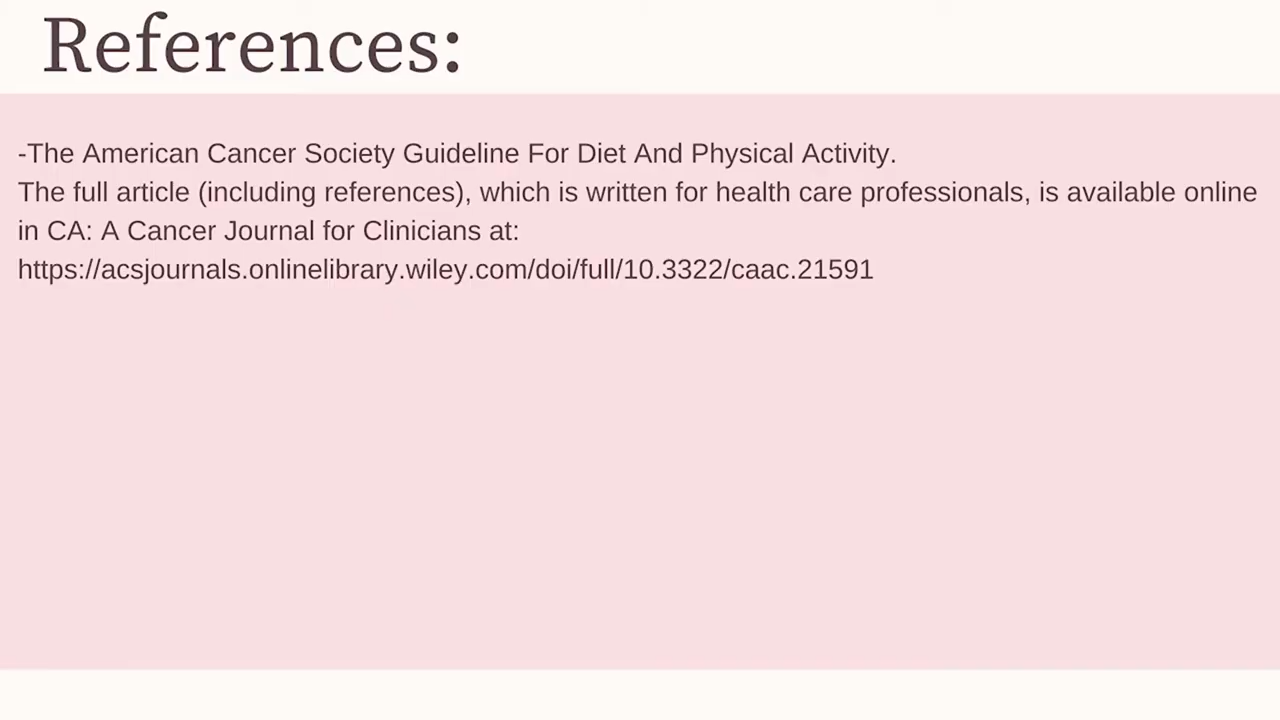 References:
-The American Cancer Society Guideline For Diet And Physical Activity.
The full article (including references), which is written for health care professionals, is available online
in CA: A Cancer Journal for Clinicians at:
https://acsjournals.onlinelibrary.wiley.com/doi/full/10.3322/caac.21591